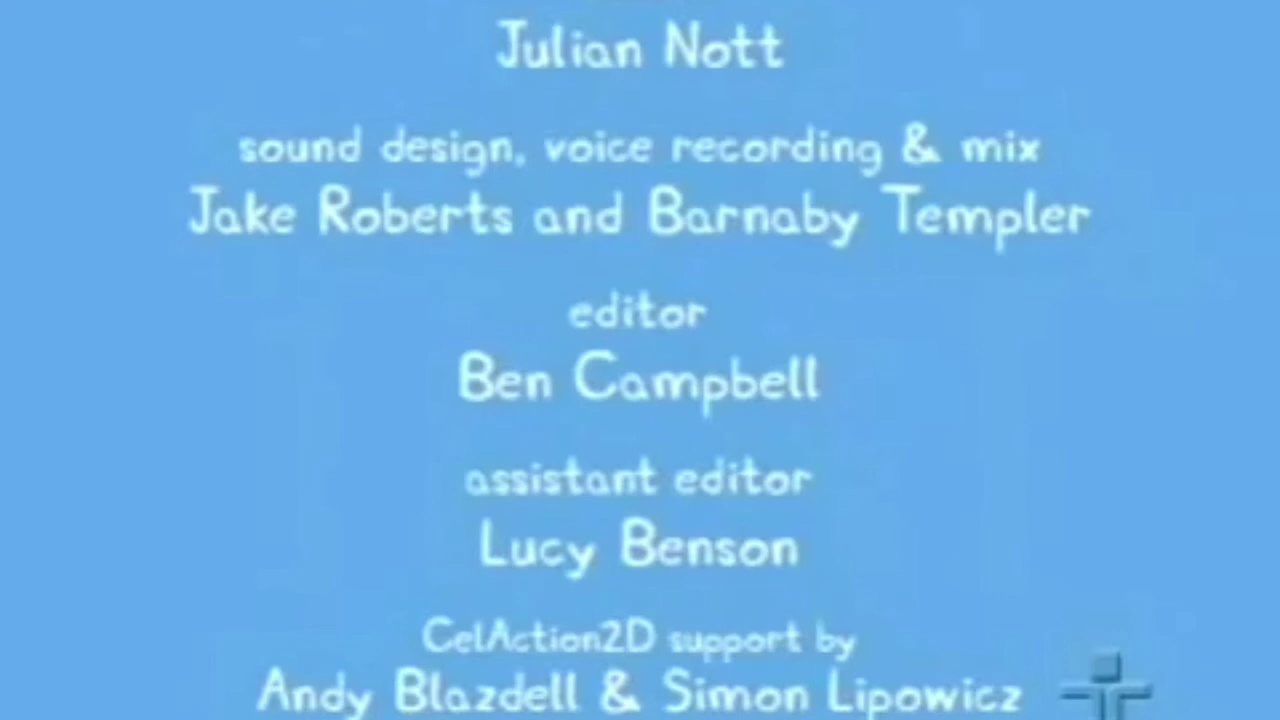 Julian Nott
sound design, voice recording & mix
Jake Roberts and Barnaby Templer
editor
Ben Campbell
assistant editor
Lucy Benson
CelAction2D support by
Andy Blazdell & Simon Lipowicz